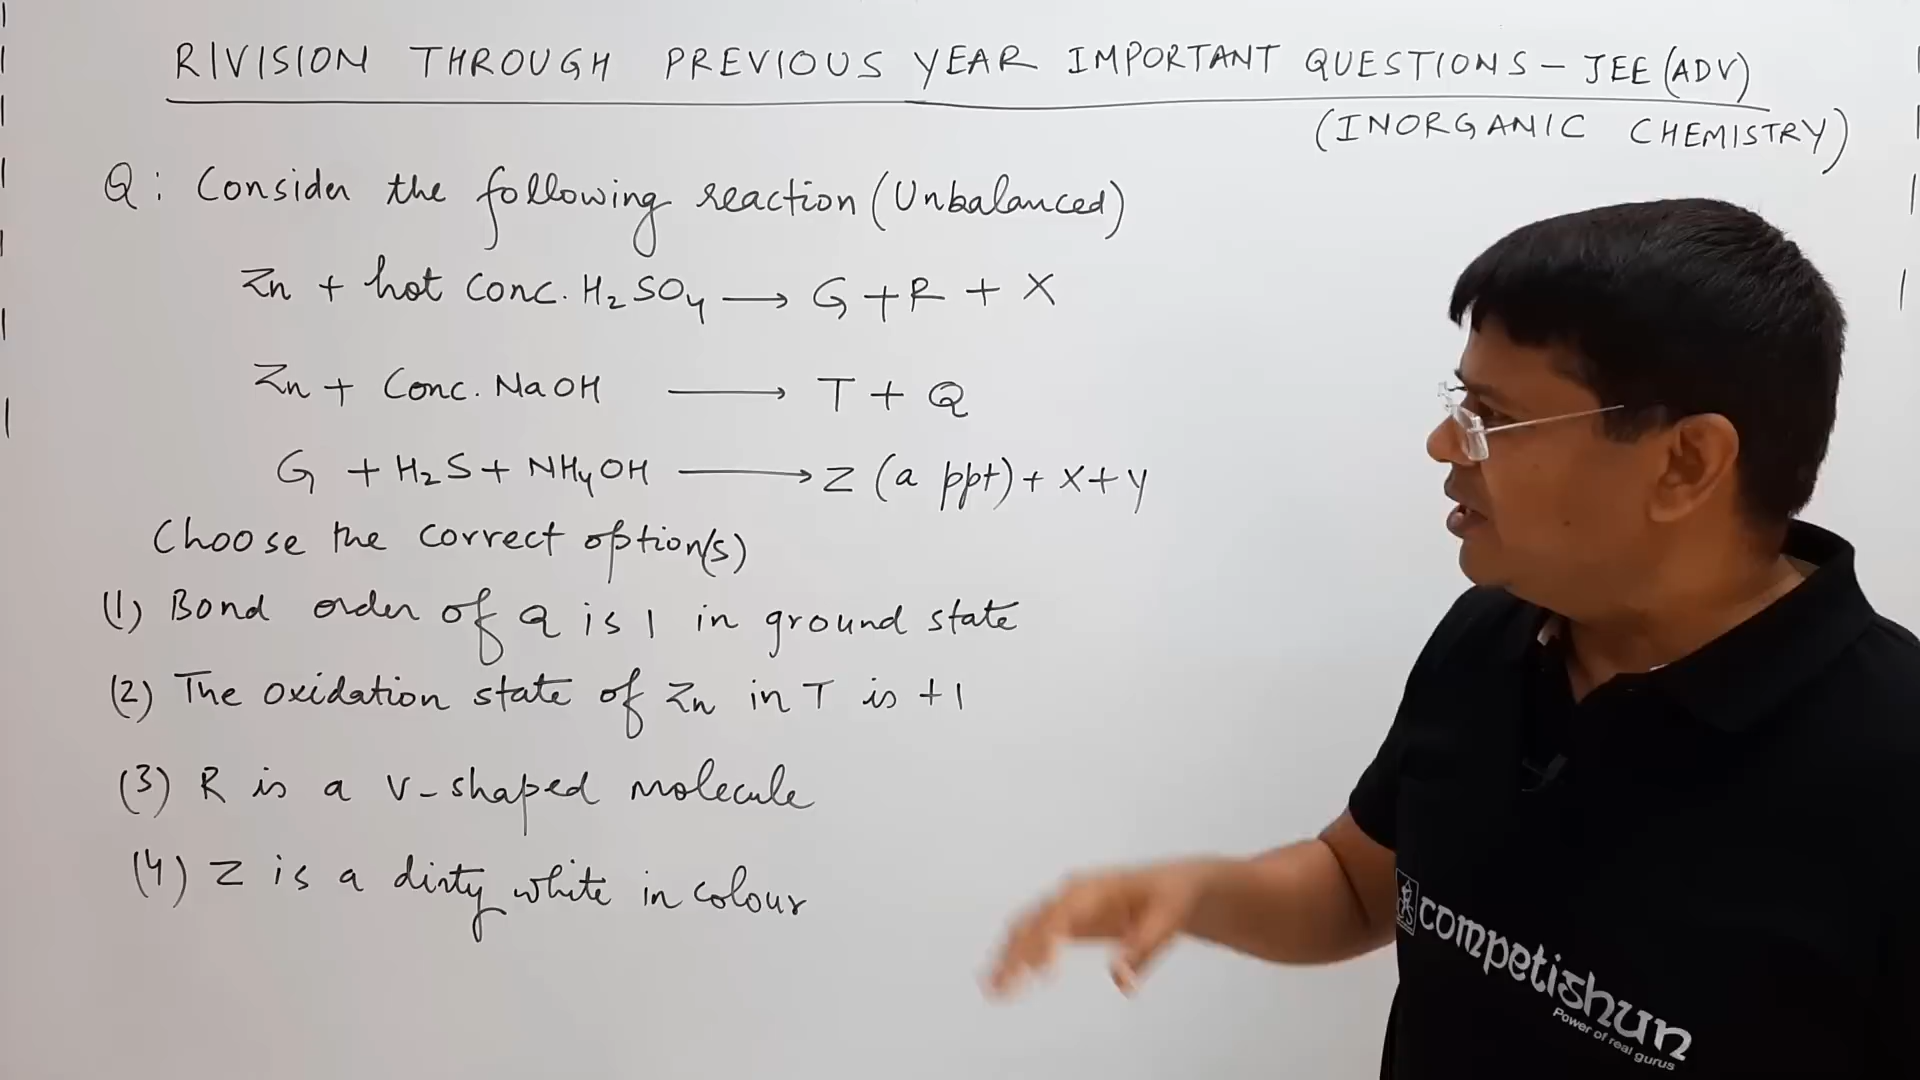 RIVISION THROUGH PREVIOUS YEAR IMPORTANT QUESTIONS - JEE (ADV)
(INORGANIC CHEMISTRY)
Q: Consider the following reaction (Unbalanced)
Zn + hot Conc. H₂SO₄ ⟶ G + R + X
Zn + Conc. NaOH ⟶ T + Q
G + H₂S + NH₄OH ⟶ Z (a ppt) + X + Y
Choose the correct option(s)
(1) Bond order of Q is 1 in ground state
(2) The oxidation state of Zn in T is +1
(3) R is a V-shaped molecule
(4) Z is a dirty white in colour
competishun
Power of real gurus